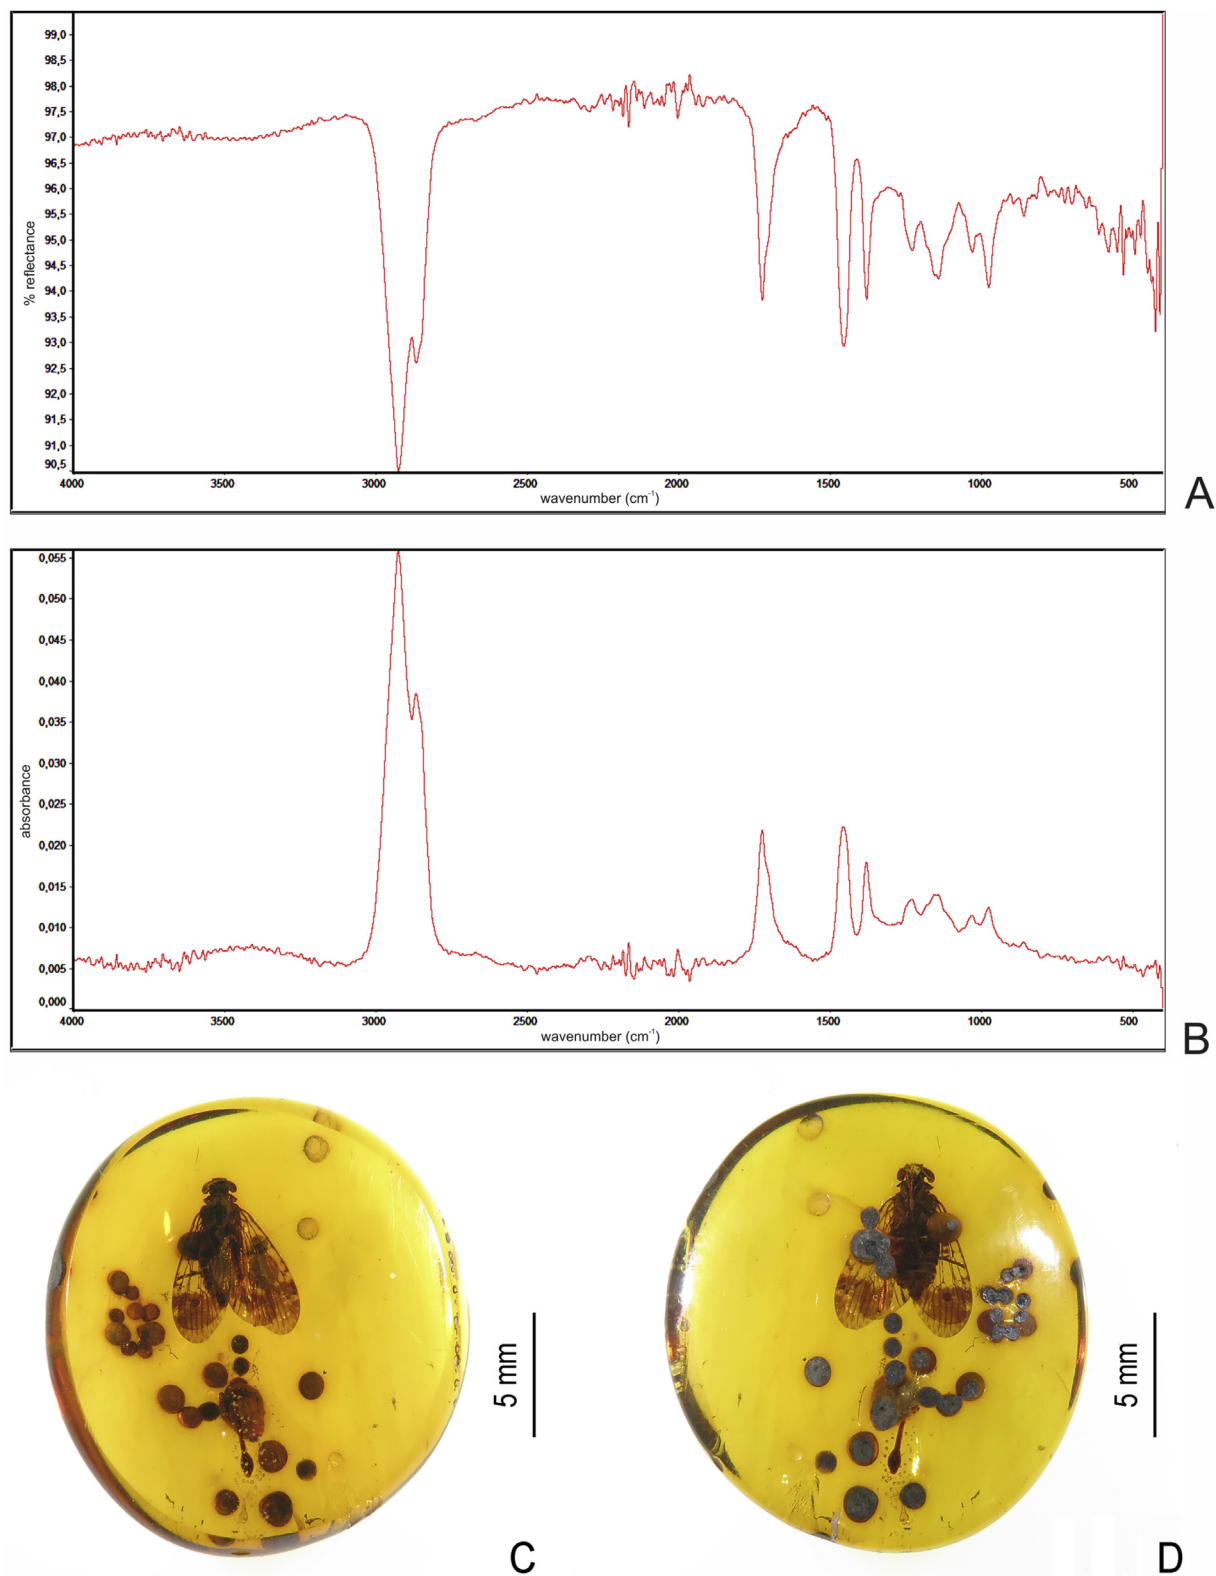 99,0
98,5
98,0
97,5
97,0
96,5
96,0
95,5
95,0
94,5
94,0
93,5
93,0
92,5
92,0
91,5
91,0
90,5
% reflectance
4000 3500 3000 2500 2000 1500 1000 500
wavenumber (cm⁻¹)
A
0,055
0,050
0,045
0,040
0,035
0,030
0,025
0,020
0,015
0,010
0,005
0,000
absorbance
4000 3500 3000 2500 2000 1500 1000 500
wavenumber (cm⁻¹)
B
5 mm
C
5 mm
D